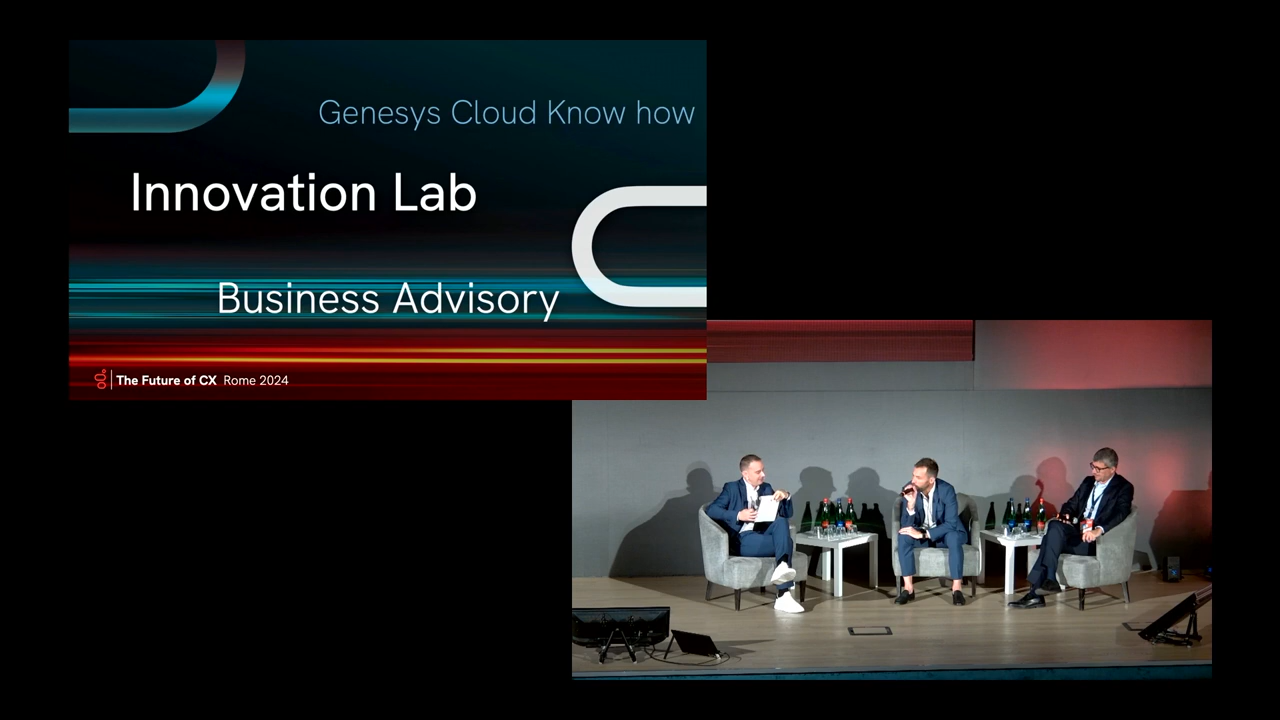 Genesys Cloud Know how
Innovation Lab
Business Advisory
The Future of CX Rome 2024